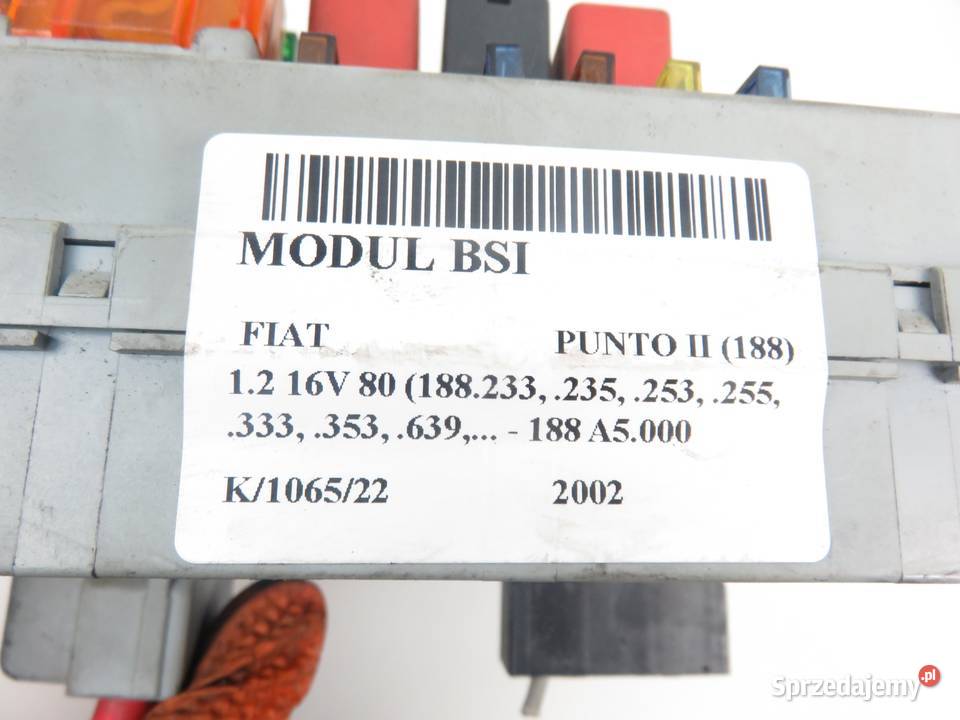 MODUL BSI
FIAT PUNTO II (188)
1.2 16V 80 (188.233, .235, .253, .255,
.333, .353, .639,... - 188 A5.000
K/1065/22 2002
Sprzedajemy.pl